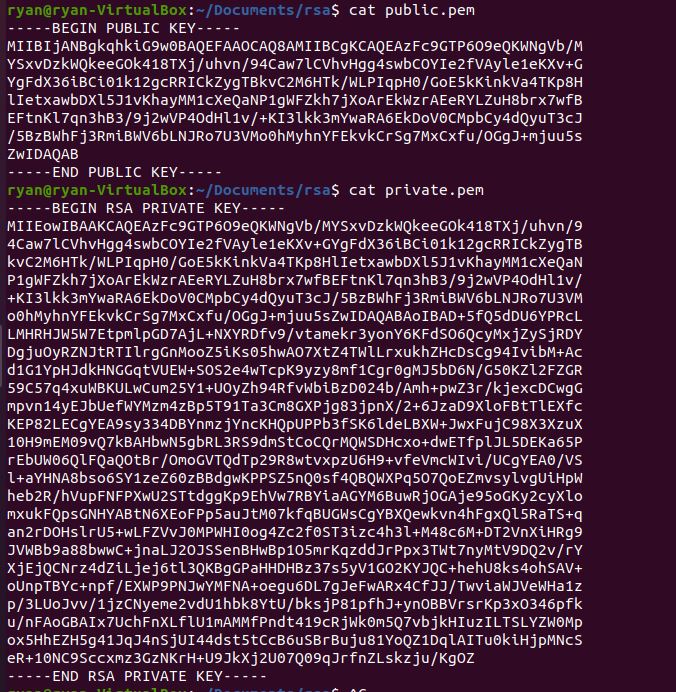 ryan@ryan-VirtualBox:~/Documents/rsa$ cat public.pem
-----BEGIN PUBLIC KEY-----
MIIBIjANBgkqhkiG9w0BAQEFAAOCAQ8AMIIBCgKCAQEAzFc9GTP6O9eQKWNgVb/M
YSxvDzkWQkeeGOk418TXj/uhvn/94Caw7lCVhvHgg4swbCOYIe2fVAyle1eKXv+G
YgFdX36iBCi01k12gcRRICkZygTBkvC2M6HTk/WLPIqpH0/GoE5kKinkVa4TKp8H
lIetxawbDXl5J1vKhayMM1cXeQaNP1gWFZkh7jXoArEkWzrAEeRYLZuH8brx7wfB
EFtnKl7qn3hB3/9j2wVP4OdHl1v/+KI3lkk3mYwaRA6EkDoV0CMpbCy4dQyuT3cJ
/5BzBWhFj3RmiBWV6bLNJRo7U3VMo0hMyhnYFEkvkCrSg7MxCxfu/OGgJ+mjuu5s
ZwIDAQAB
-----END PUBLIC KEY-----
ryan@ryan-VirtualBox:~/Documents/rsa$ cat private.pem
-----BEGIN RSA PRIVATE KEY-----
MIIEowIBAAKCAQEAzFc9GTP6O9eQKWNgVb/MYSxvDzkWQkeeGOk418TXj/uhvn/9
4Caw7lCVhvHgg4swbCOYIe2fVAyle1eKXv+GYgFdX36iBCi01k12gcRRICkZygTB
kvC2M6HTk/WLPIqpH0/GoE5kKinkVa4TKp8HlIetxawbDXl5J1vKhayMM1cXeQaN
P1gWFZkh7jXoArEkWzrAEeRYLZuH8brx7wfBEFtnKl7qn3hB3/9j2wVP4OdHl1v/
+KI3lkk3mYwaRA6EkDoV0CMpbCy4dQyuT3cJ/5BzBWhFj3RmiBWV6bLNJRo7U3VM
o0hMyhnYFEkvkCrSg7MxCxfu/OGgJ+mjuu5sZwIDAQABAoIBAD+5fQ5dDU6YPRcL
LMHRHJW5W7EtpmlpGD7AjL+NXYRDfv9/vtamekr3yonY6KFdSO6QcyMxjZySjRDY
DgjuOyRZNJtRTIlrgGnMooZ5iKs05hwAO7XtZ4TWlLrxukhZHcDsCg94IvibM+Ac
d1G1YpHJdkHNGGqtVUEW+SOS2e4wTcpK9yzy8mf1Cgr0gMJ5bD6N/G50KZl2FZGR
59C57q4xuWBKULwCum25Y1+UOyZh94RfvWbiBzD024b/Amh+pwZ3r/kjexcDCwgG
mpvn14yEJbUefWYMzm4zBp5T91Ta3Cm8GXPjg83jpnX/2+6JzaD9XloFBtTlEXfc
KEP82LECgYEA9sy334DBYnmzjYncKHQpUPPb3fSK6ldeLBXW+JwxFujC98X3XzuX
10H9mEM09vQ7kBAHbwN5gbRL3RS9dmStCoCQrMQWSDHcxo+dwETfplJL5DEKa65P
rEbUW06QlFQaQOtBr/OmoGVTQdTp29R8wtvxpzU6H9+vfeVmcWIvi/UCgYEA0/VS
l+aYHNA8bso6SY1zeZ60zBBdgwKPPSZ5nQ0sf4QBQWXPq5O7QoEZmvsylvgUiHpW
heb2R/hVupFNFPXwU2STtdggKp9EhVw7RBYiaAGYM6BuwRjOGAje95oGKy2cyXlo
mxukFQpsGNHYABtN6XEoFPp5auJtM07kfqBUGWsCgYBXQewkvn4hFgxQl5RaTS+q
an2rDOHslrU5+wLFZVvJ0MPWHI0og4Zc2f0ST3izc4h3l+M48c6M+DT2VnXiHRg9
JVWBb9a88bwwC+jnaLJ2OJSSenBHwBp1O5mrKqzddJrPpx3TWt7nyMtV9DQ2v/rY
XjEjQCNrz4dZiLjej6tl3QKBgGPaHHDHBz37s5yV1GO2KYJQC+hehU8ks4ohSAV+
oUnpTBYc+npf/EXWP9PNJwYMFNA+oegu6DL7gJeFwARx4CfJJ/TwviaWJVeWHa1z
p/3LUoJvv/1jzCNyeme2vdU1hbk8YtU/bksjP81pfhJ+ynOBBVrsrKp3xO346pfk
u/nFAoGBAIx7UchFnXLflU1mAMMfPndt419cRjWk0m5Q7vbjkHIuzILTSLYZW0Mp
ox5HhEZH5g41JqJ4nSjUI44dst5tCcB6uSBrBuju81YoQZ1DqlAITu0kiHjpMNcS
eR+10NC9Sccxmz3GzNKrH+U9JkXj2U07Q09qJrfnZLskzju/KgOZ
-----END RSA PRIVATE KEY-----